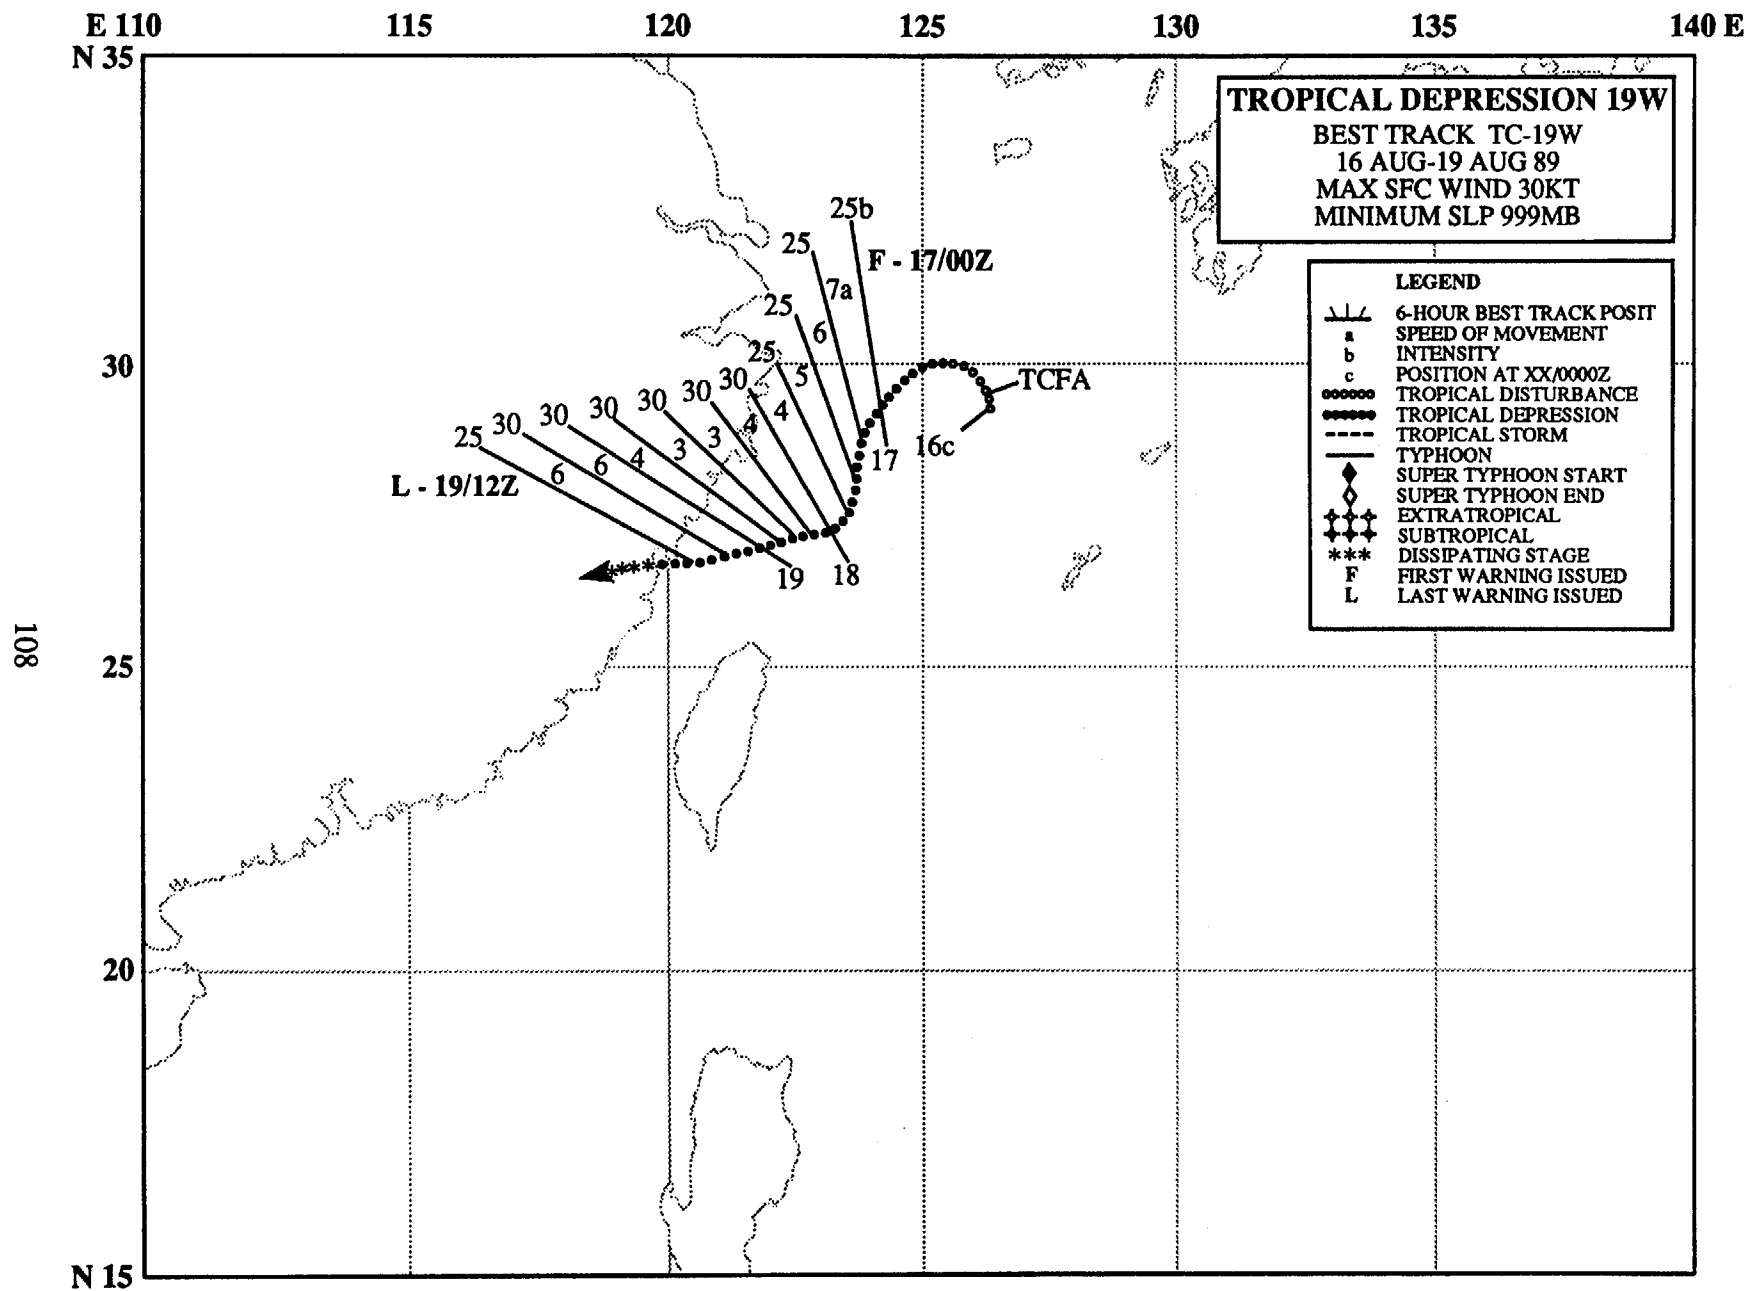 E 110 115 120 125 130 135 140 E
N 35
TROPICAL DEPRESSION 19W
BEST TRACK TC-19W
16 AUG-19 AUG 89
MAX SFC WIND 30KT
MINIMUM SLP 999MB
25b
25
F - 17/00Z
7a
25
6
LEGEND
6-HOUR BEST TRACK POSIT
a SPEED OF MOVEMENT
b INTENSITY
c POSITION AT XX/0000Z
TROPICAL DISTURBANCE
TROPICAL DEPRESSION
TROPICAL STORM
TYPHOON
SUPER TYPHOON START
SUPER TYPHOON END
EXTRATROPICAL
SUBTROPICAL
*** DISSIPATING STAGE
F FIRST WARNING ISSUED
L LAST WARNING ISSUED
30
25
5
TCFA
30
4
30
4
30
3
30
3
30
4
30
6
25
6
L - 19/12Z
16c
17
18
19
108
25
20
N 15